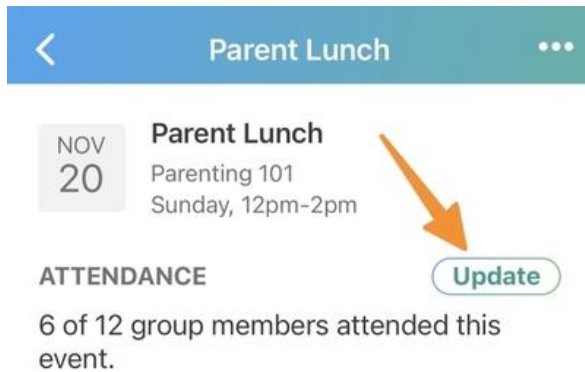 Parent Lunch
NOV
20
Parent Lunch
Parenting 101
Sunday, 12pm-2pm
ATTENDANCE
Update
6 of 12 group members attended this
event.